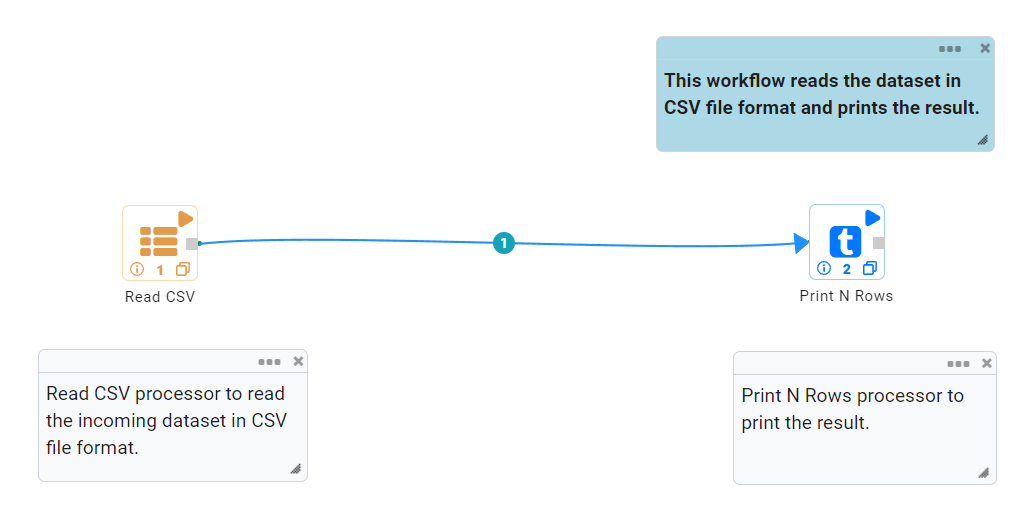 This workflow reads the dataset in
CSV file format and prints the result.
1
1
Read CSV
t
2
Print N Rows
Read CSV processor to read
the incoming dataset in CSV
file format.
Print N Rows processor to
print the result.